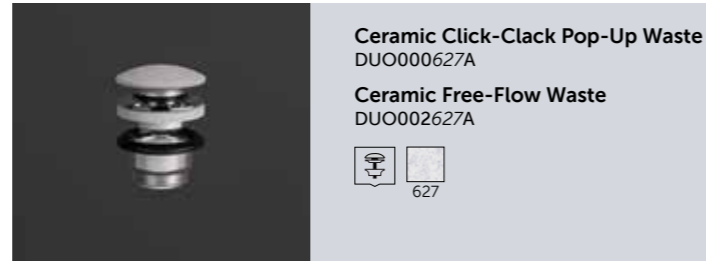 Ceramic Click-Clack Pop-Up Waste
DUO000627A
Ceramic Free-Flow Waste
DUO002627A
627